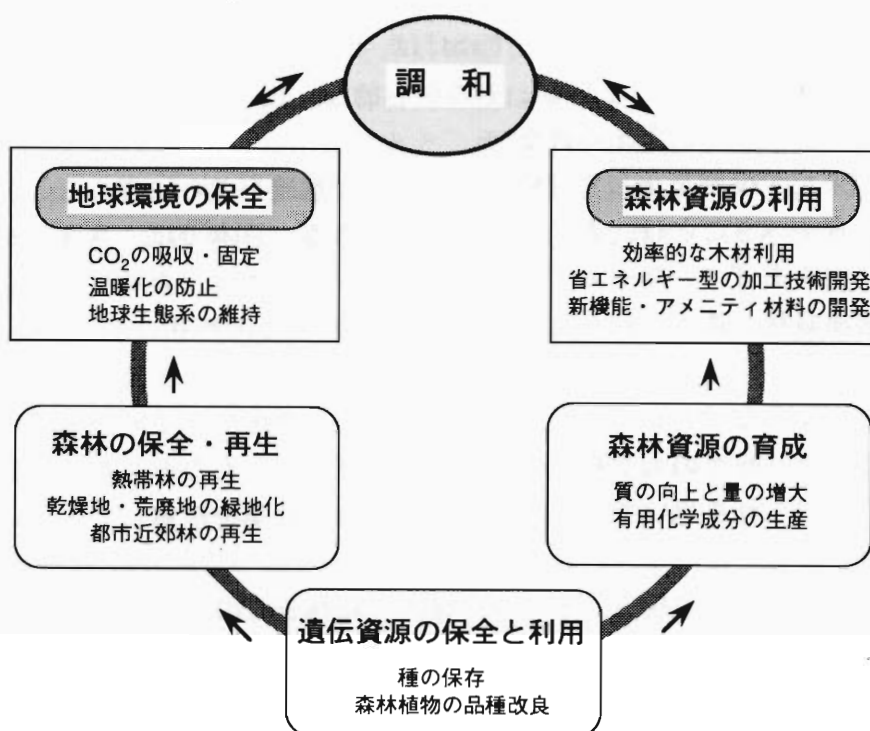 調 和
地球環境の保全
CO₂の吸収・固定
温暖化の防止
地球生態系の維持
森林資源の利用
効率的な木材利用
省エネルギー型の加工技術開発
新機能・アメニティ材料の開発
森林の保全・再生
熱帯林の再生
乾燥地・荒廃地の緑地化
都市近郊林の再生
森林資源の育成
質の向上と量の増大
有用化学成分の生産
遺伝資源の保全と利用
種の保存
森林植物の品種改良